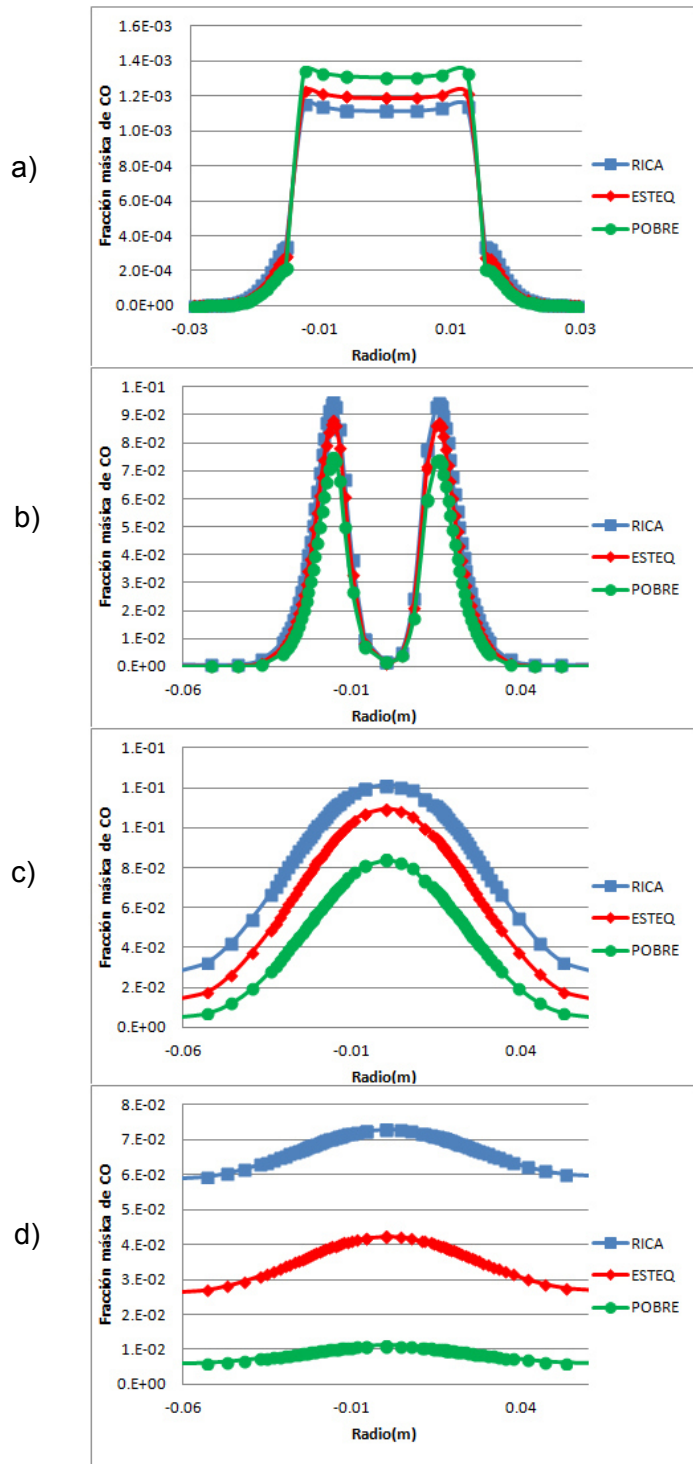 a)
Fracción másica de CO
1.6E-03
1.4E-03
1.2E-03
1.0E-03
8.0E-04
6.0E-04
4.0E-04
2.0E-04
0.0E+00
-0.03
-0.01
0.01
0.03
Radio(m)
RICA
ESTEQ
POBRE
b)
Fracción másica de CO
1.E-01
9.E-02
8.E-02
7.E-02
6.E-02
5.E-02
4.E-02
3.E-02
2.E-02
1.E-02
0.E+00
-0.06
-0.01
0.04
Radio(m)
RICA
ESTEQ
POBRE
c)
Fracción másica de CO
1.E-01
1.E-01
1.E-01
8.E-02
6.E-02
4.E-02
2.E-02
0.E+00
-0.06
-0.01
0.04
Radio(m)
RICA
ESTEQ
POBRE
d)
Fracción másica de CO
8.E-02
7.E-02
6.E-02
5.E-02
4.E-02
3.E-02
2.E-02
1.E-02
0.E+00
-0.06
-0.01
0.04
Radio(m)
RICA
ESTEQ
POBRE